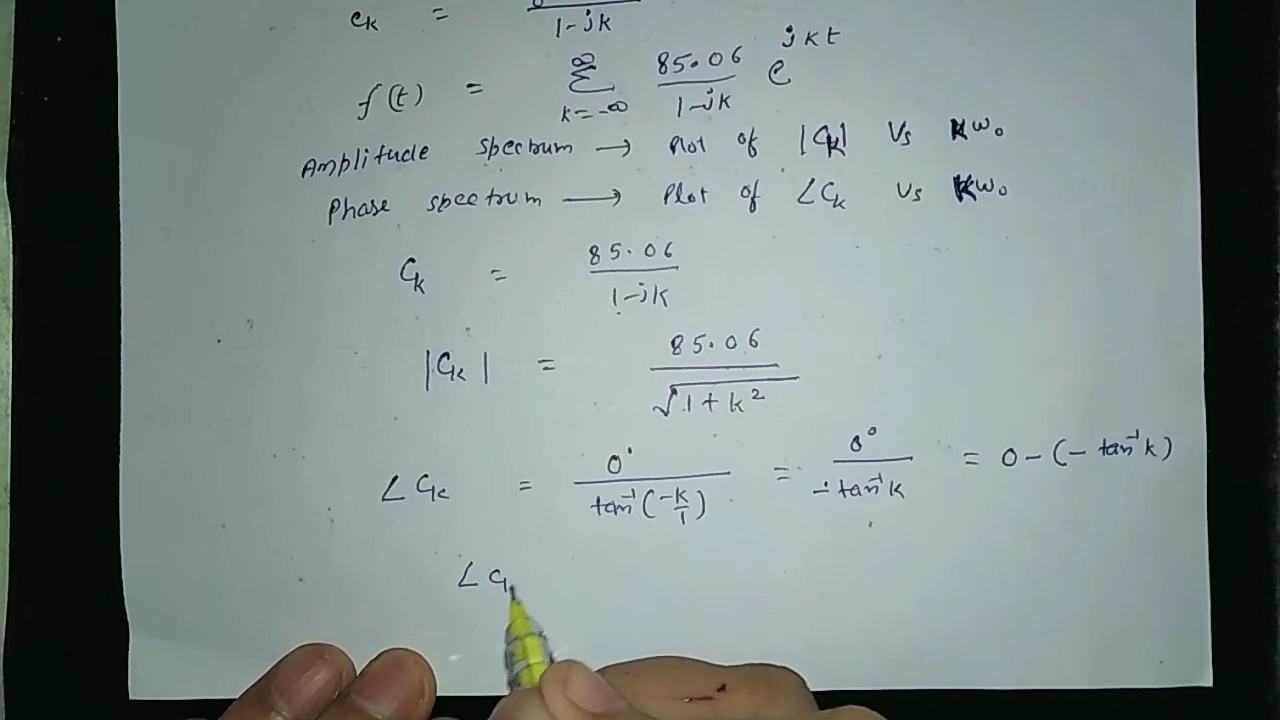 ck = 1-jk
f(t) = ∞Σk=-∞ 85.06/1-jk e^jkt
Amplitude spectrum → Plot of |Ck| Vs kω₀
Phase spectrum → Plot of ∠Ck Vs kω₀
Ck = 85.06/1-jk
|Ck| = 85.06/√1+k²
∠Ck = 0°/tan⁻¹(-k/1) = 0°/-tan⁻¹k = 0-(-tan⁻¹k)
∠C